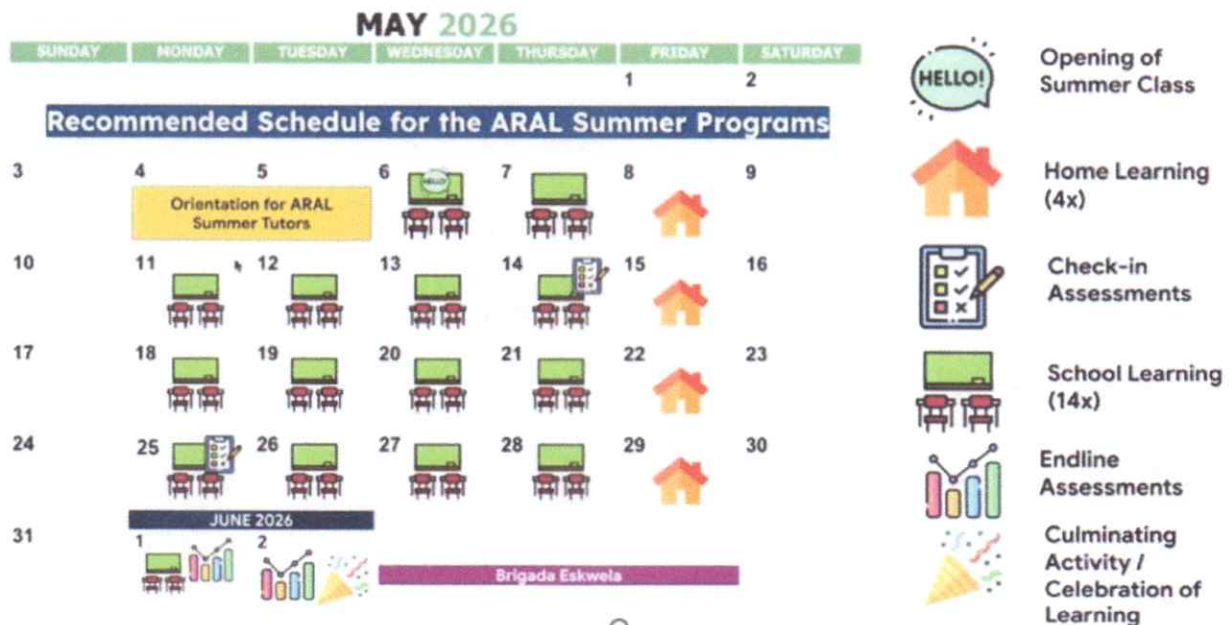 MAY 2026
SUNDAY MONDAY TUESDAY WEDNESDAY THURSDAY FRIDAY SATURDAY
1 2
Recommended Schedule for the ARAL Summer Programs
3 4 5 6 7 8 9
HELLO!
Orientation for ARAL
Summer Tutors
10 11 12 13 14 15 16
17 18 19 20 21 22 23
24 25 26 27 28 29 30
JUNE 2026
31 1 2
Brigada Eskwela
HELLO!
Opening of
Summer Class
Home Learning
(4x)
Check-in
Assessments
School Learning
(14x)
Endline
Assessments
Culminating
Activity /
Celebration of
Learning